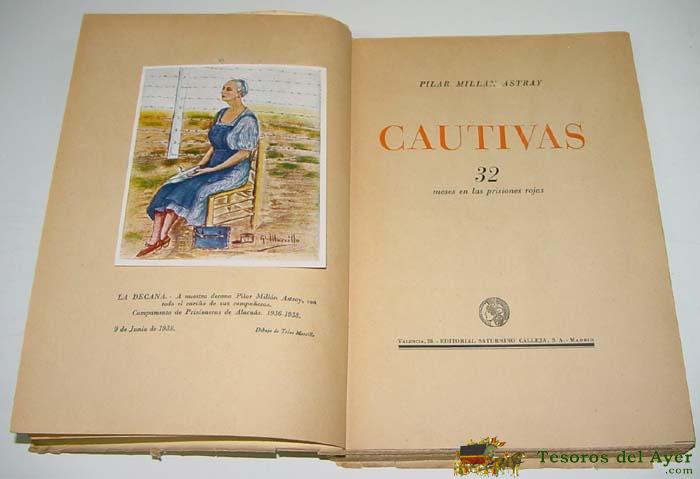 G. Murcillo
LA DECANA. - A nuestra decana Pilar Millán Astray, con
todo el cariño de sus compañeras.
Campamento de Prisioneras de Alacuás. 1936-1938.
9 de Junio de 1938.
Dibujo de
PILAR MILLÁN ASTRAY
CAUTIVAS
32
meses en las prisiones rojas
VALENCIA, 28. - EDITORIAL SATURNINO CALLEJA, S. A. - MADRID
Tesoros del Ayer
.com